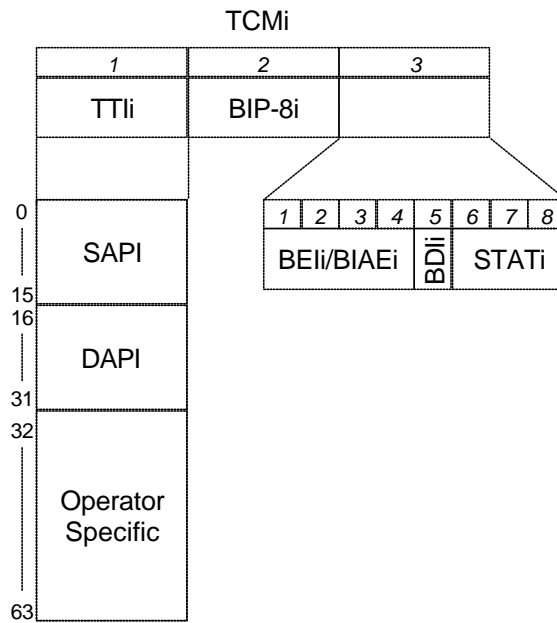 TCMi
1 2 3
TTIi BIP-8i
0 1 2 3 4 5 6 7 8
SAPI BEIi/BIAEi BDIi STATi
15
16
DAPI
31
32
Operator
Specific
63